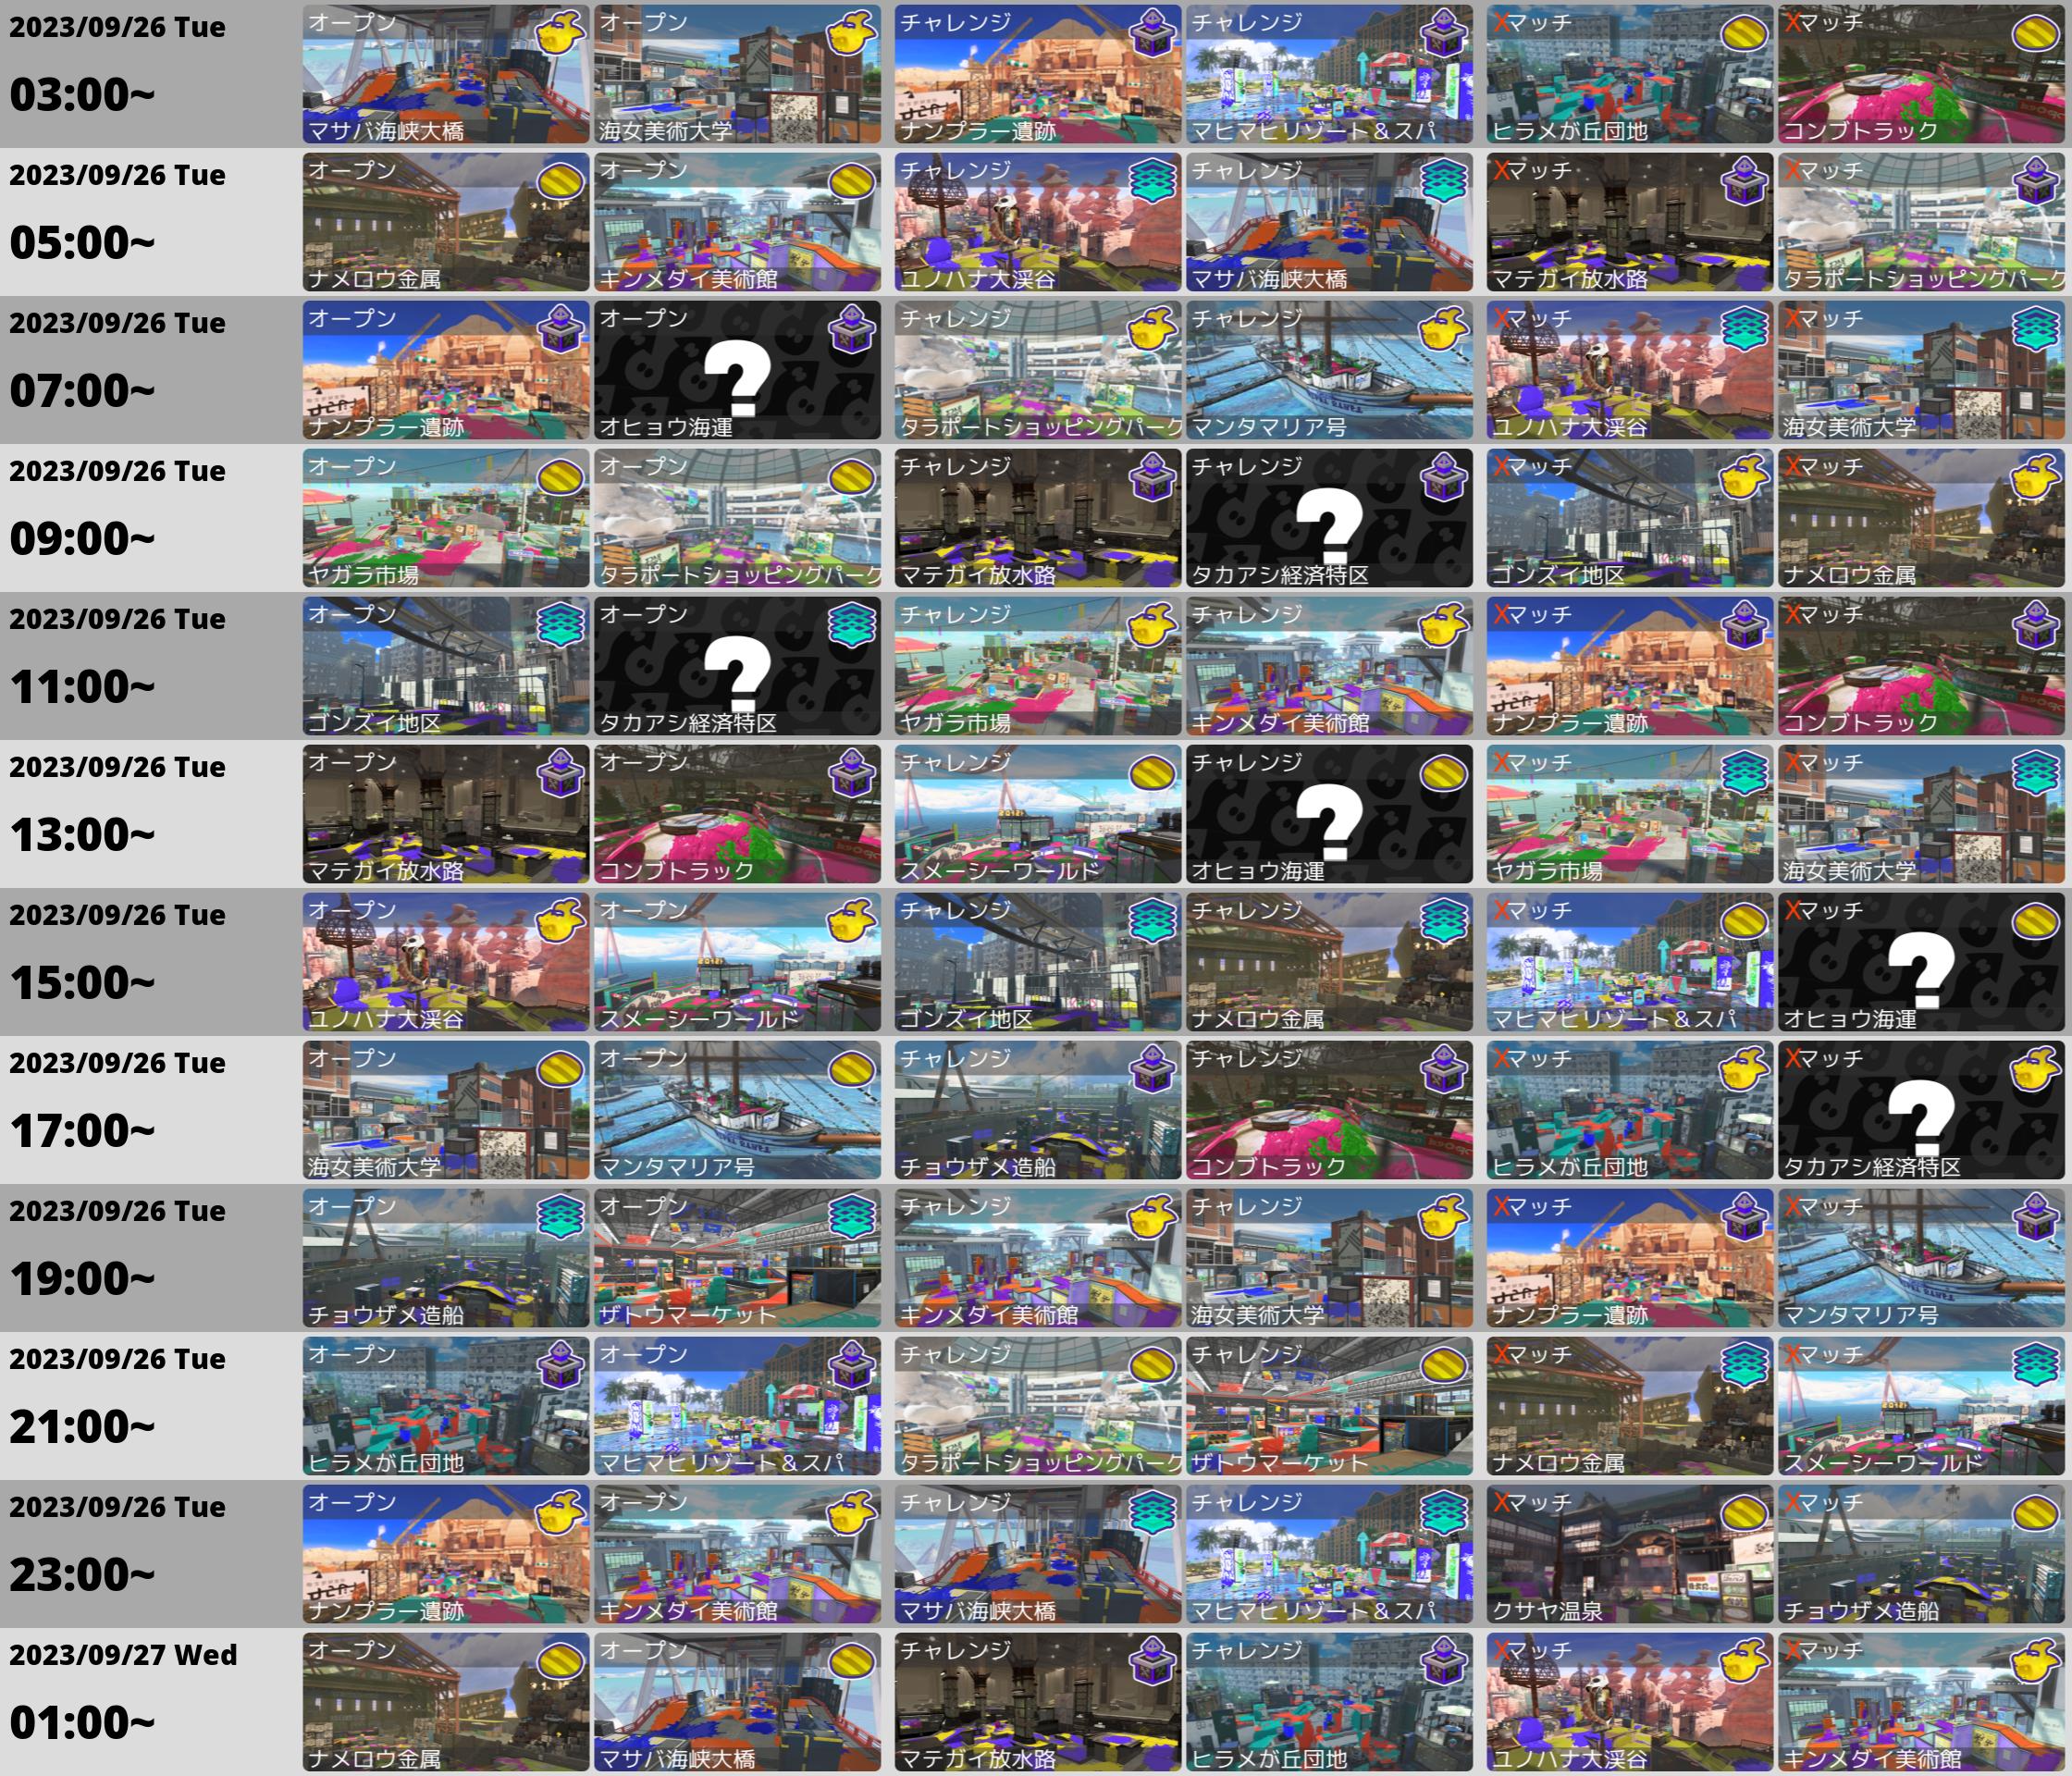 2023/09/26 Tue
03:00~
オープン
マサバ海峡大橋
オープン
海女美術大学
チャレンジ
ナンプラー遺跡
チャレンジ
マヒマヒリゾート＆スパ
Xマッチ
ヒラメが丘団地
Xマッチ
コンブトラック
2023/09/26 Tue
05:00~
オープン
ナメロウ金属
オープン
キンメダイ美術館
チャレンジ
ユノハナ大渓谷
チャレンジ
マサバ海峡大橋
Xマッチ
マテガイ放水路
Xマッチ
タラポートショッピングパーク
2023/09/26 Tue
07:00~
オープン
ナンプラー遺跡
オープン
?
オヒョウ海運
チャレンジ
タラポートショッピングパーク
チャレンジ
マンタマリア号
Xマッチ
ユノハナ大渓谷
Xマッチ
海女美術大学
2023/09/26 Tue
09:00~
オープン
ヤガラ市場
オープン
タラポートショッピングパーク
チャレンジ
マテガイ放水路
チャレンジ
?
タカアシ経済特区
Xマッチ
ゴンズイ地区
Xマッチ
ナメロウ金属
2023/09/26 Tue
11:00~
オープン
ゴンズイ地区
オープン
?
タカアシ経済特区
チャレンジ
ヤガラ市場
チャレンジ
キンメダイ美術館
Xマッチ
ナンプラー遺跡
Xマッチ
コンブトラック
2023/09/26 Tue
13:00~
オープン
マテガイ放水路
オープン
コンブトラック
チャレンジ
スメーシーワールド
チャレンジ
?
オヒョウ海運
Xマッチ
ヤガラ市場
Xマッチ
海女美術大学
2023/09/26 Tue
15:00~
オープン
ユノハナ大渓谷
オープン
スメーシーワールド
チャレンジ
ゴンズイ地区
チャレンジ
ナメロウ金属
Xマッチ
マヒマヒリゾート＆スパ
Xマッチ
?
オヒョウ海運
2023/09/26 Tue
17:00~
オープン
海女美術大学
オープン
マンタマリア号
チャレンジ
チョウザメ造船
チャレンジ
コンブトラック
Xマッチ
ヒラメが丘団地
Xマッチ
?
タカアシ経済特区
2023/09/26 Tue
19:00~
オープン
チョウザメ造船
オープン
ザトウマーケット
チャレンジ
キンメダイ美術館
チャレンジ
海女美術大学
Xマッチ
ナンプラー遺跡
Xマッチ
マンタマリア号
2023/09/26 Tue
21:00~
オープン
ヒラメが丘団地
オープン
マヒマヒリゾート＆スパ
チャレンジ
タラポートショッピングパーク
チャレンジ
ザトウマーケット
Xマッチ
ナメロウ金属
Xマッチ
スメーシーワールド
2023/09/26 Tue
23:00~
オープン
ナンプラー遺跡
オープン
キンメダイ美術館
チャレンジ
マサバ海峡大橋
チャレンジ
マヒマヒリゾート＆スパ
Xマッチ
クサヤ温泉
Xマッチ
チョウザメ造船
2023/09/27 Wed
01:00~
オープン
ナメロウ金属
オープン
マサバ海峡大橋
チャレンジ
マテガイ放水路
チャレンジ
ヒラメが丘団地
Xマッチ
ユノハナ大渓谷
Xマッチ
キンメダイ美術館